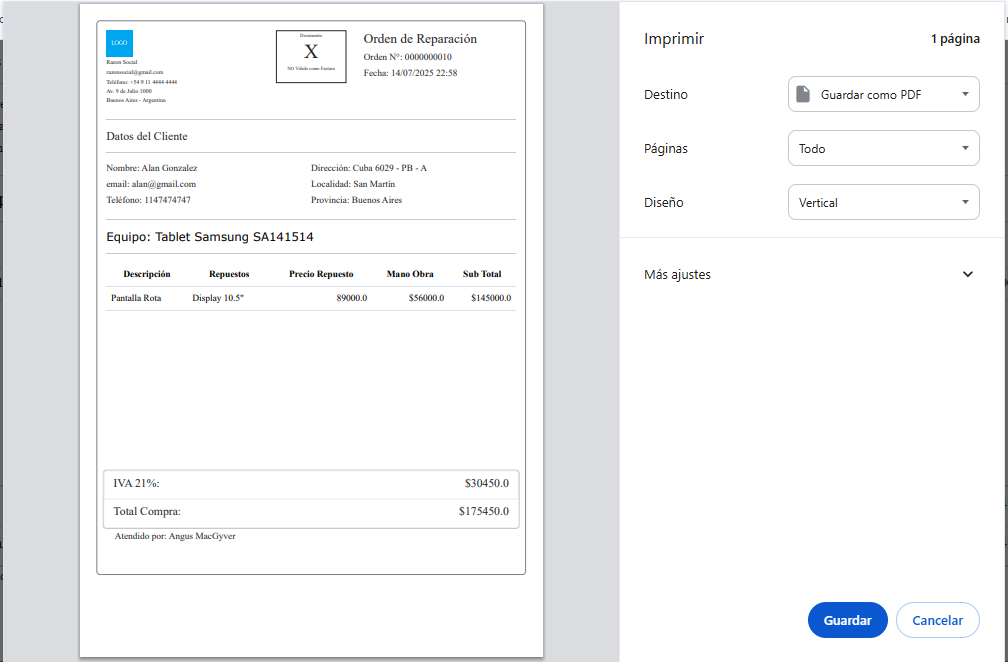 LOGO
Razon Social
razonsocial@gmail.com
Teléfono: +54 9 11 4444 4444
Av. 9 de Julio 1000
Buenos Aires - Argentina
Documento
X
NO Válido como Factura
Orden de Reparación
Orden N°: 0000000010
Fecha: 14/07/2025 22:58
Datos del Cliente
Nombre: Alan Gonzalez
email: alan@gmail.com
Teléfono: 1147474747
Dirección: Cuba 6029 - PB - A
Localidad: San Martín
Provincia: Buenos Aires
Equipo: Tablet Samsung SA141514
Descripción Repuestos Precio Repuesto Mano Obra Sub Total
Pantalla Rota Display 10.5" 89000.0 $56000.0 $145000.0
IVA 21%: $30450.0
Total Compra: $175450.0
Atendido por: Angus MacGyver
Imprimir 1 página
Destino Guardar como PDF
Páginas Todo
Diseño Vertical
Más ajustes
Guardar Cancelar